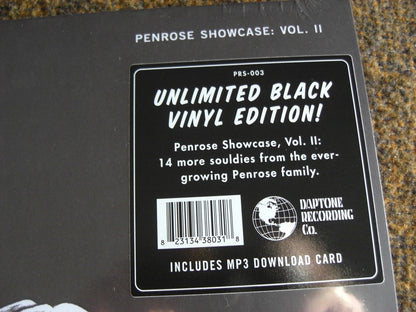 PENROSE SHOWCASE: VOL. II
PRS-003
UNLIMITED BLACK
VINYL EDITION!
Penrose Showcase, Vol. II:
14 more souldies from the ever-
growing Penrose family.
8 23134 38031 8
DAPTONE
RECORDING
Co.
INCLUDES MP3 DOWNLOAD CARD